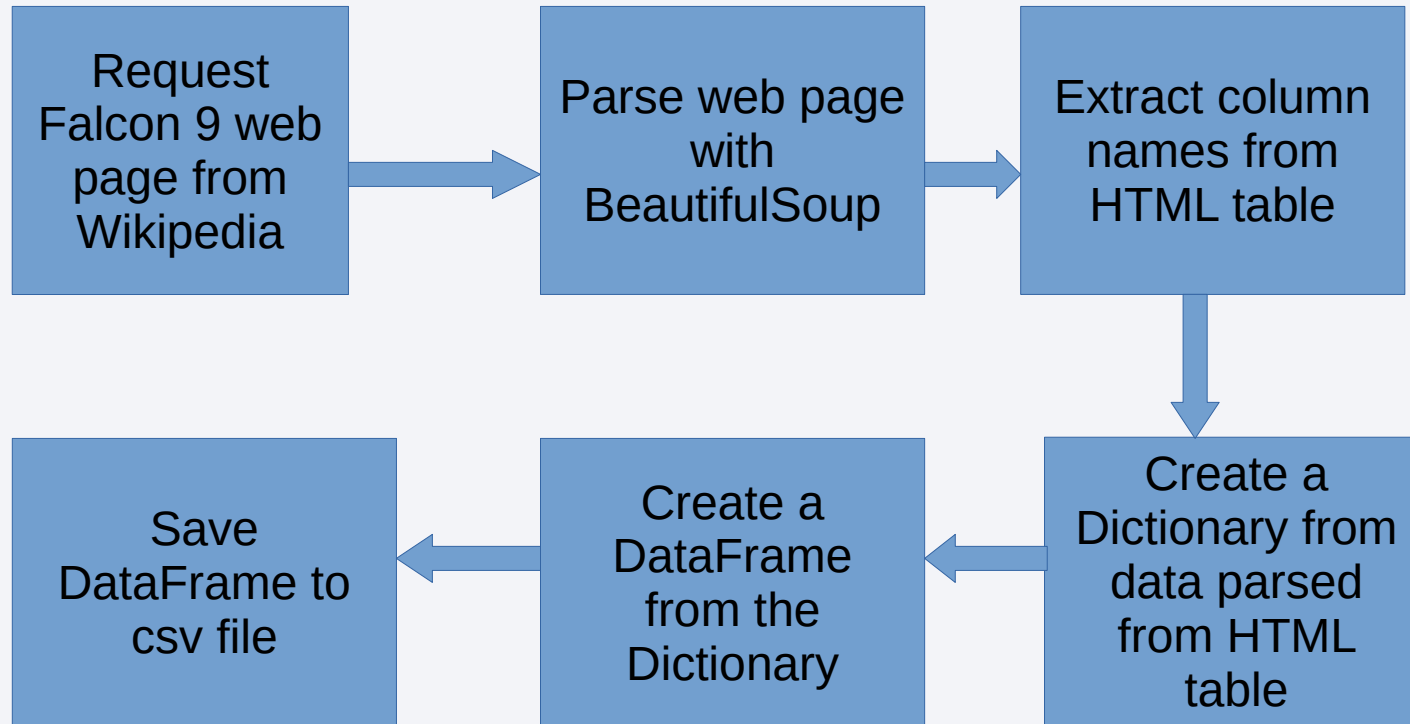 Request
Falcon 9 web
page from
Wikipedia
Parse web page
with
BeautifulSoup
Extract column
names from
HTML table
Create a
Dictionary from
data parsed
from HTML
table
Create a
DataFrame
from the
Dictionary
Save
DataFrame to
csv file